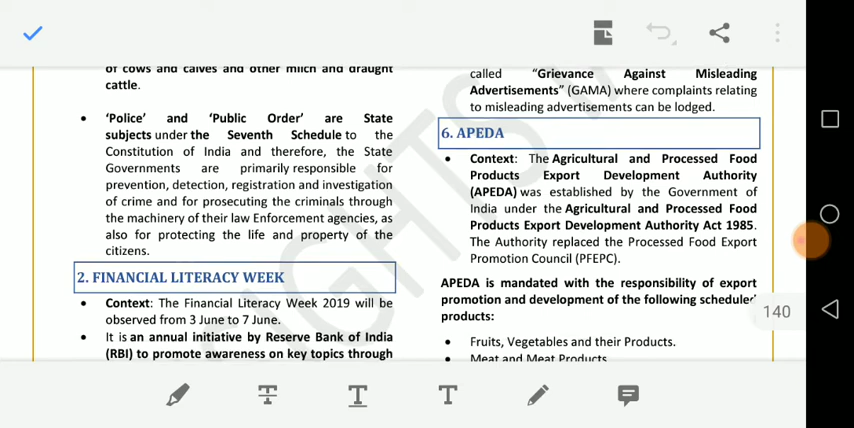 of cows and calves and other milch and draught
cattle.
• 'Police' and 'Public Order' are State
subjects under the Seventh Schedule to the
Constitution of India and therefore, the State
Governments are primarily responsible for
prevention, detection, registration and investigation
of crime and for prosecuting the criminals through
the machinery of their law Enforcement agencies, as
also for protecting the life and property of the
citizens.
2. FINANCIAL LITERACY WEEK
• Context: The Financial Literacy Week 2019 will be
observed from 3 June to 7 June.
• It is an annual initiative by Reserve Bank of India
(RBI) to promote awareness on key topics through
called "Grievance Against Misleading
Advertisements" (GAMA) where complaints relating
to misleading advertisements can be lodged.
6. APEDA
• Context: The Agricultural and Processed Food
Products Export Development Authority
(APEDA) was established by the Government of
India under the Agricultural and Processed Food
Products Export Development Authority Act 1985.
The Authority replaced the Processed Food Export
Promotion Council (PFEPC).
APEDA is mandated with the responsibility of export
promotion and development of the following scheduled
products:
• Fruits, Vegetables and their Products.
• Meat and Meat Products
140